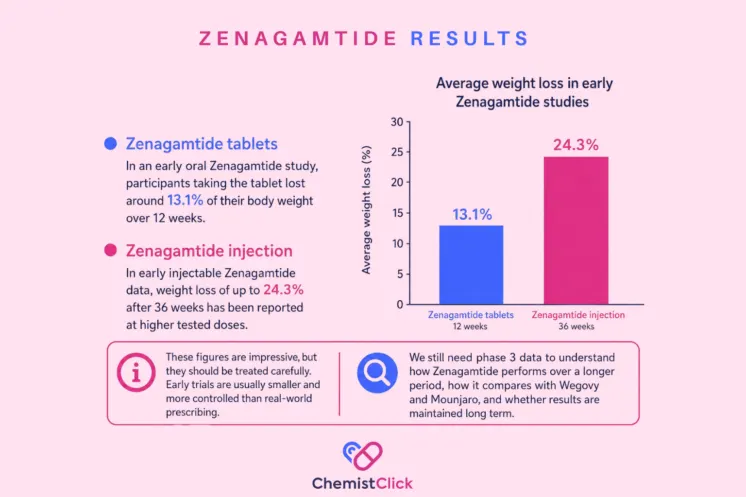 ZENAGAMTIDE RESULTS
Zenagamtide tablets
In an early oral Zenagamtide study,
participants taking the tablet lost
around 13.1% of their body weight
over 12 weeks.
Zenagamtide injection
In early injectable Zenagamtide
data, weight loss of up to 24.3%
after 36 weeks has been reported
at higher tested doses.
Average weight loss in early
Zenagamtide studies
Average weight loss (%)
30
25
20
15
10
5
0
13.1%
24.3%
Zenagamtide tablets
12 weeks
Zenagamtide injection
36 weeks
These figures are impressive, but
they should be treated carefully.
Early trials are usually smaller and
more controlled than real-world
prescribing.
We still need phase 3 data to understand
how Zenagamtide performs over a longer
period, how it compares with Wegovy
and Mounjaro, and whether results are
maintained long term.
ChemistClick